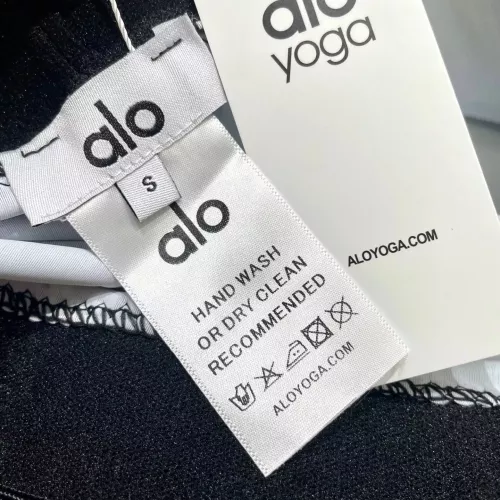 alo
yoga
ALOYOGA.COM
alo
S
alo
HAND WASH
OR DRY CLEAN
RECOMMENDED
ALOYOGA.COM